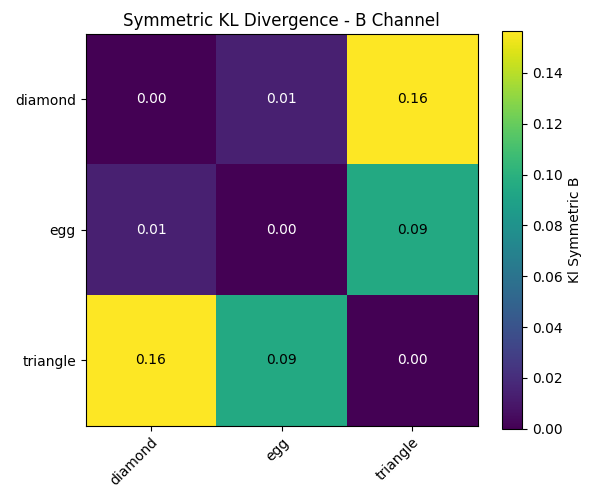 Symmetric KL Divergence - B Channel
diamond 0.00 0.01 0.16
egg 0.01 0.00 0.09
triangle 0.16 0.09 0.00
diamond egg triangle
0.14
0.12
0.10
0.08
0.06
0.04
0.02
0.00
Kl Symmetric B